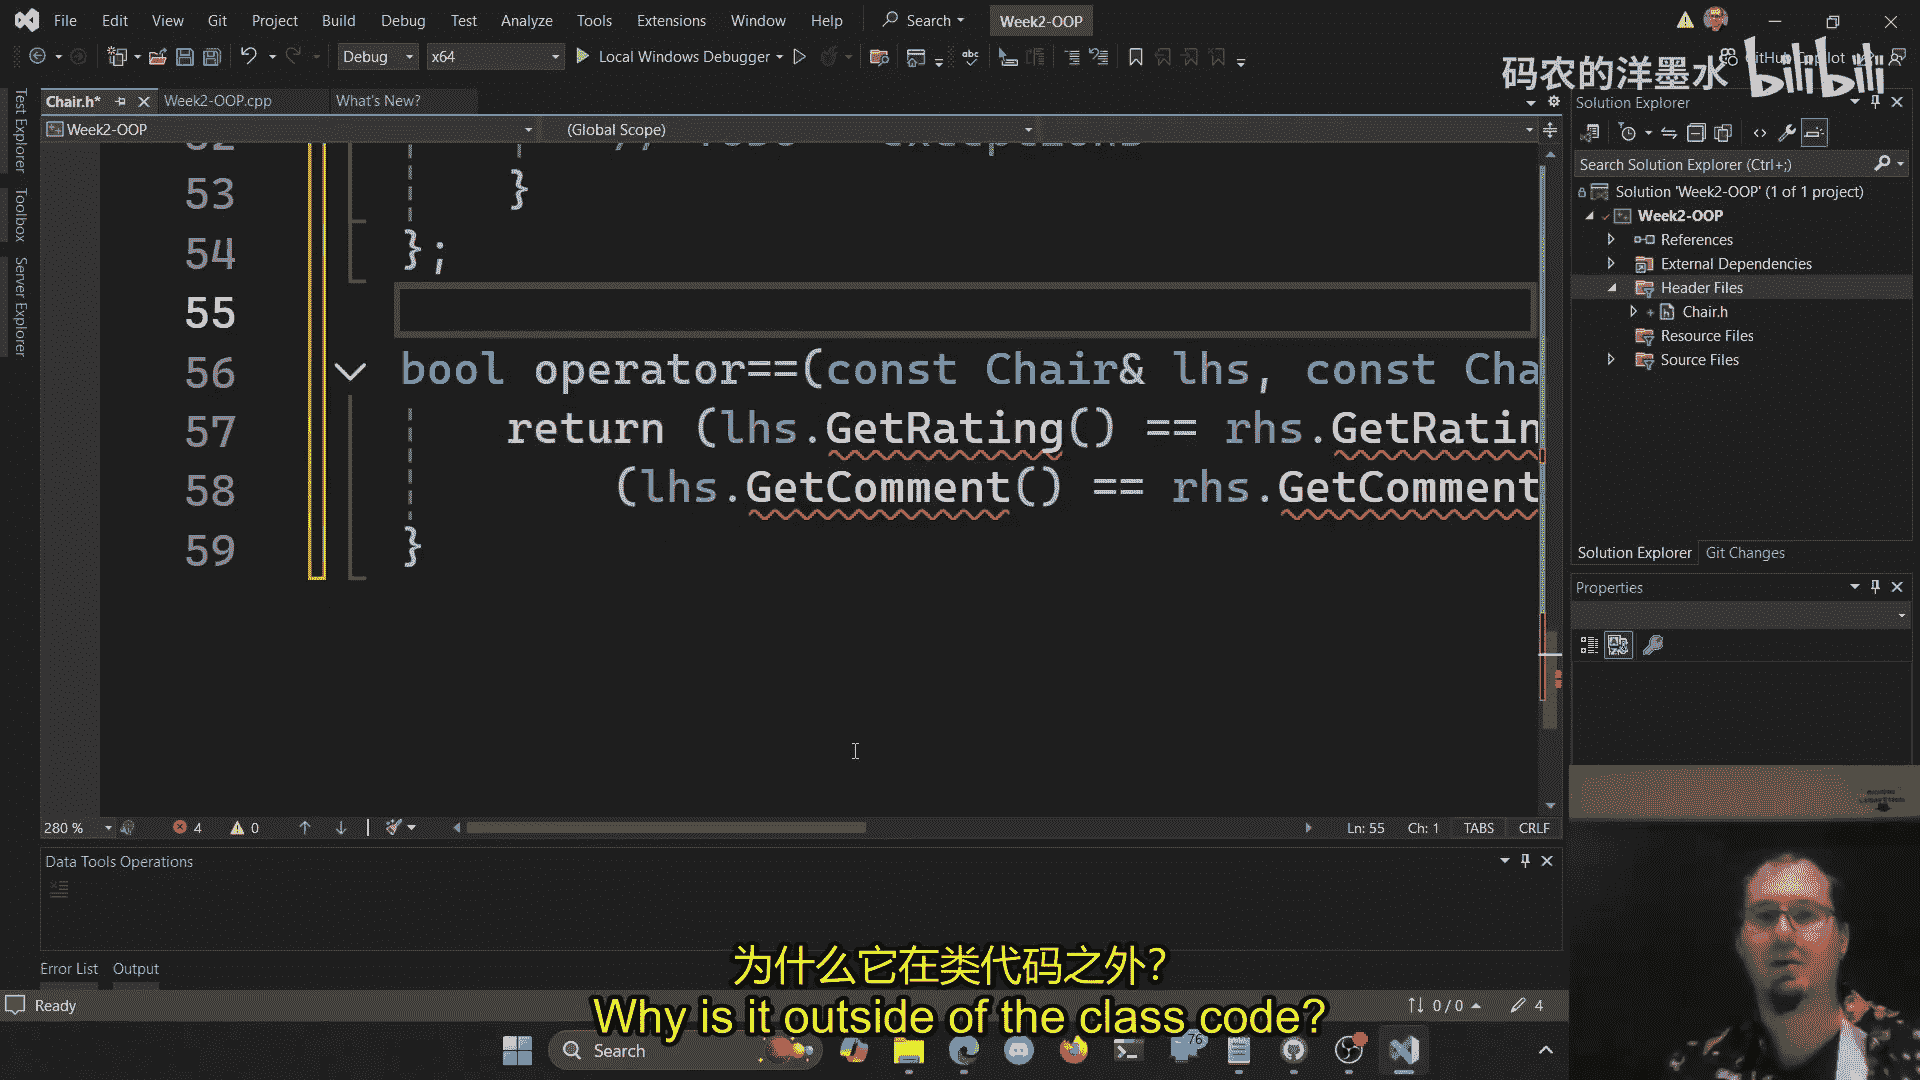 File Edit View Git Project Build Debug Test Analyze Tools Extensions Window Help Search Week2-OOP
Debug x64 Local Windows Debugger
码农的洋墨水 bilibili
Chair.h* Week2-OOP.cpp What's New?
Week2-OOP (Global Scope)
53 }
54 };
55
56 bool operator==(const Chair& lhs, const Cha
57 return (lhs.GetRating() == rhs.GetRatin
58 (lhs.GetComment() == rhs.GetComment
59 }
Test Explorer
Toolbox
Server Explorer
280 % 4 0 Ln: 55 Ch: 1 TABS CRLF
Data Tools Operations
Error List Output
Ready 0 / 0 4
Solution Explorer
Search Solution Explorer (Ctrl+;)
Solution 'Week2-OOP' (1 of 1 project)
Week2-OOP
References
External Dependencies
Header Files
Chair.h
Resource Files
Source Files
Solution Explorer Git Changes
Properties
为什么它在类代码之外？
Why is it outside of the class code?
Search